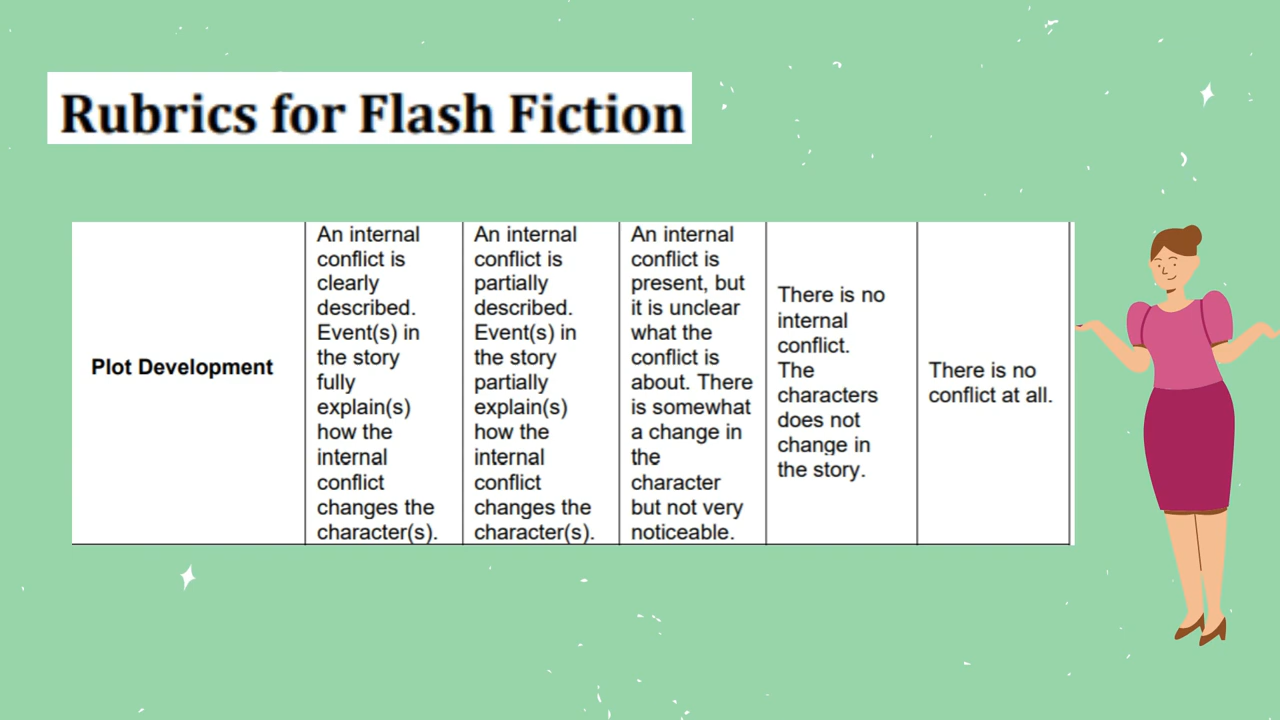 Rubrics for Flash Fiction
Plot Development
An internal
conflict is
clearly
described.
Event(s) in
the story
fully
explain(s)
how the
internal
conflict
changes the
character(s).
An internal
conflict is
partially
described.
Event(s) in
the story
partially
explain(s)
how the
internal
conflict
changes the
character(s).
An internal
conflict is
present, but
it is unclear
what the
conflict is
about. There
is somewhat
a change in
the
character
but not very
noticeable.
There is no
internal
conflict.
The
characters
does not
change in
the story.
There is no
conflict at all.